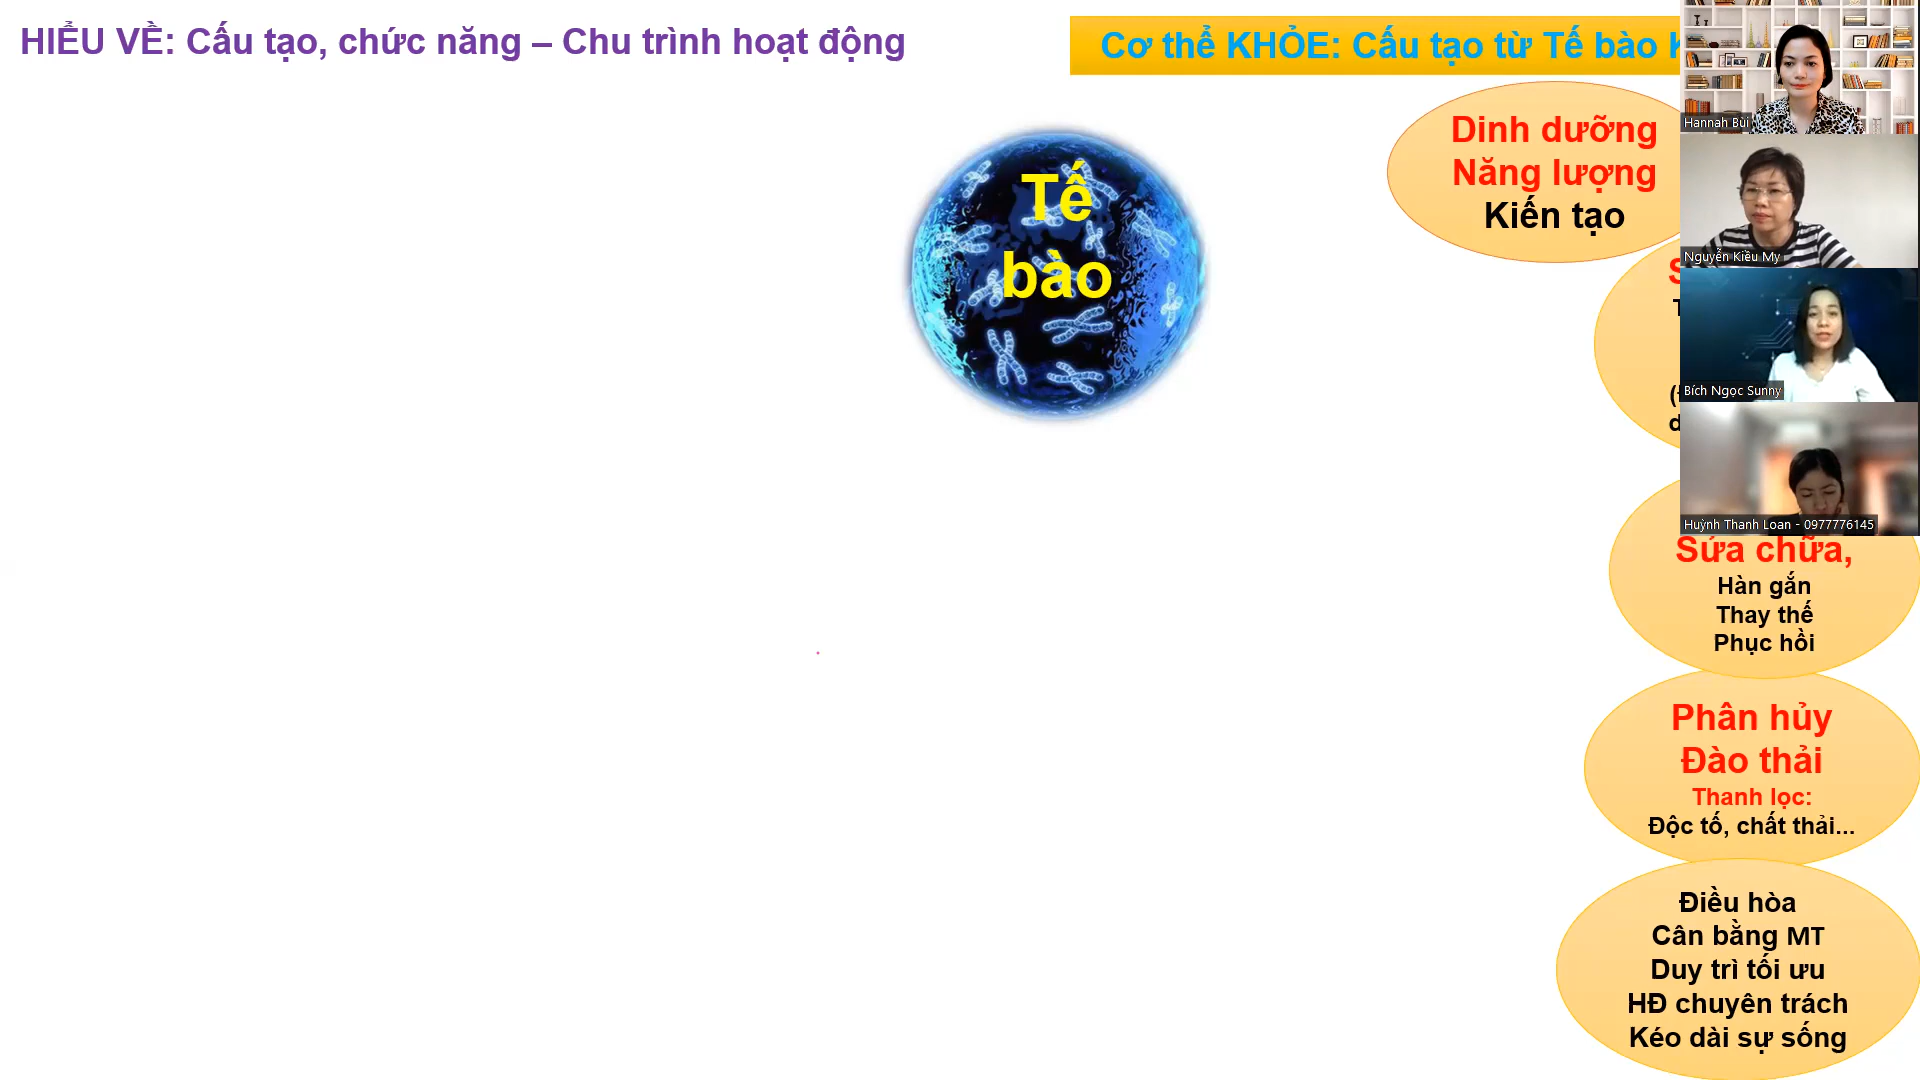 HIỂU VỀ: Cấu tạo, chức năng – Chu trình hoạt động
Cơ thể KHỎE: Cấu tạo từ Tế bào
Tế
bào
Dinh dưỡng
Năng lượng
Kiến tạo
Sửa chữa,
Hàn gắn
Thay thế
Phục hồi
Phân hủy
Đào thải
Thanh lọc:
Độc tố, chất thải...
Điều hòa
Cân bằng MT
Duy trì tối ưu
HĐ chuyên trách
Kéo dài sự sống
Hannah Bùi
Nguyễn Kiều My
Bích Ngọc Sunny
Huỳnh Thanh Loan - 0977776145